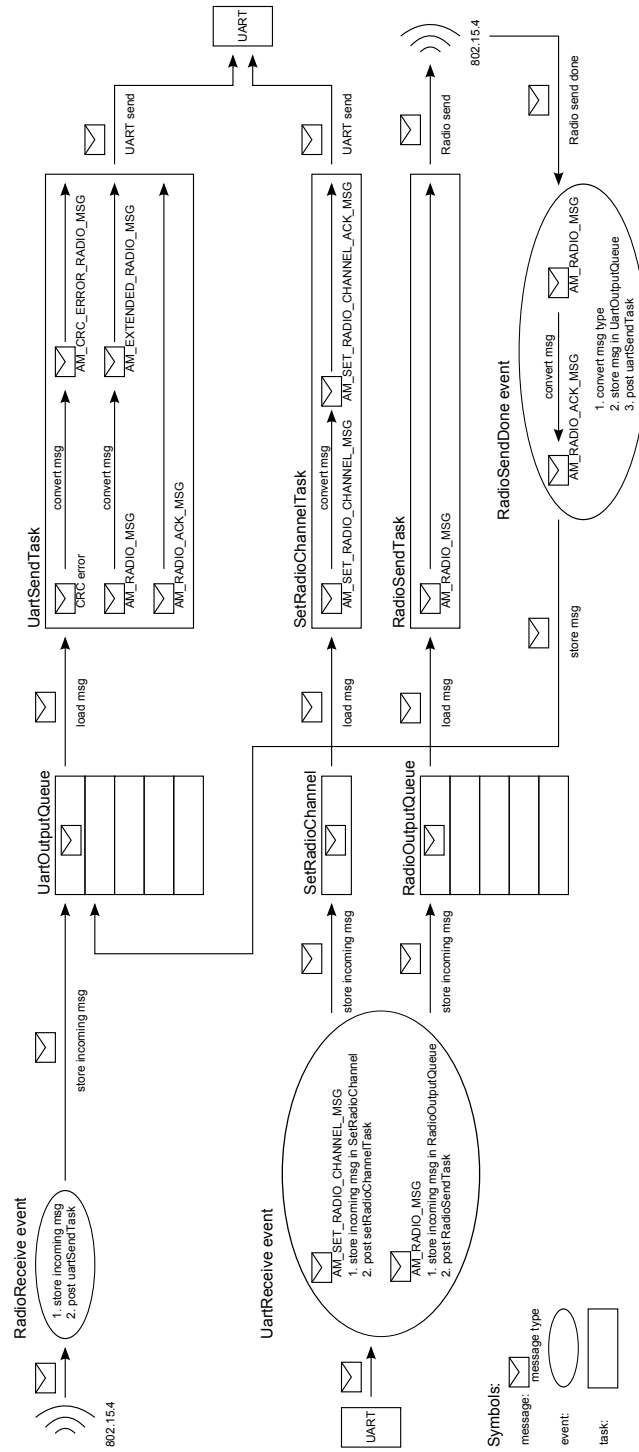 RadioReceive event
1. store incoming msg
2. post uartSendTask
802.15.4
store incoming msg
UartOutputQueue
load msg
UartSendTask
CRC error
convert msg
AM_CRC_ERROR_RADIO_MSG
AM_RADIO_MSG
convert msg
AM_EXTENDED_RADIO_MSG
AM_RADIO_ACK_MSG
UART send
UART
UartReceive event
UART
AM_SET_RADIO_CHANNEL_MSG
1. store incoming msg in SetRadioChannel
2. post setRadioChannelTask
AM_RADIO_MSG
1. store incoming msg in RadioOutputQueue
2. post RadioSendTask
store incoming msg
SetRadioChannel
load msg
SetRadioChannelTask
AM_SET_RADIO_CHANNEL_MSG
convert msg
AM_SET_RADIO_CHANNEL_ACK_MSG
UART send
store incoming msg
RadioOutputQueue
load msg
RadioSendTask
AM_RADIO_MSG
Radio send
802.15.4
Radio send done
RadioSendDone event
AM_RADIO_MSG
convert msg
AM_RADIO_ACK_MSG
1. convert msg type
2. store msg in UartOutputQueue
3. post uartSendTask
store msg
Symbols:
message:
message type
event:
task: